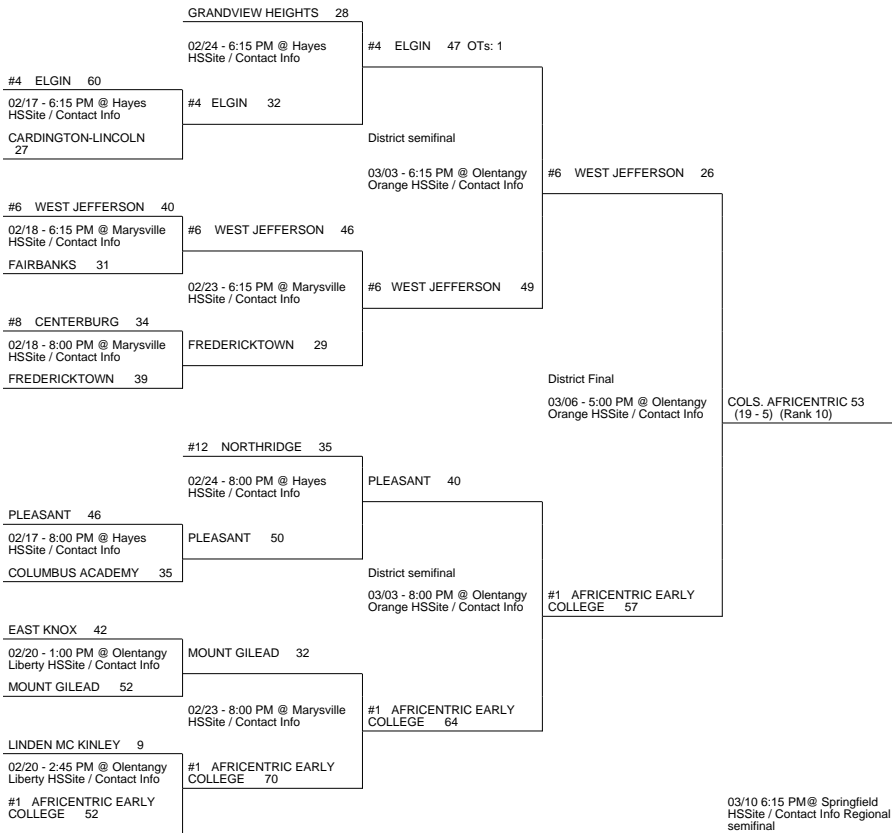 GRANDVIEW HEIGHTS 28
02/24 - 6:15 PM @ Hayes
HSSite / Contact Info
#4 ELGIN 47 OTs: 1
#4 ELGIN 60
02/17 - 6:15 PM @ Hayes
HSSite / Contact Info
#4 ELGIN 32
CARDINGTON-LINCOLN
27
District semifinal
03/03 - 6:15 PM @ Olentangy
Orange HSSite / Contact Info
#6 WEST JEFFERSON 26
#6 WEST JEFFERSON 40
02/18 - 6:15 PM @ Marysville
HSSite / Contact Info
#6 WEST JEFFERSON 46
FAIRBANKS 31
02/23 - 6:15 PM @ Marysville
HSSite / Contact Info
#6 WEST JEFFERSON 49
#8 CENTERBURG 34
02/18 - 8:00 PM @ Marysville
HSSite / Contact Info
FREDERICKTOWN 29
FREDERICKTOWN 39
District Final
03/06 - 5:00 PM @ Olentangy
Orange HSSite / Contact Info
COLS. AFRICENTRIC 53
(19 - 5) (Rank 10)
#12 NORTHRIDGE 35
02/24 - 8:00 PM @ Hayes
HSSite / Contact Info
PLEASANT 40
PLEASANT 46
02/17 - 8:00 PM @ Hayes
HSSite / Contact Info
PLEASANT 50
COLUMBUS ACADEMY 35
District semifinal
03/03 - 8:00 PM @ Olentangy
Orange HSSite / Contact Info
#1 AFRICENTRIC EARLY
COLLEGE 57
EAST KNOX 42
02/20 - 1:00 PM @ Olentangy
Liberty HSSite / Contact Info
MOUNT GILEAD 32
MOUNT GILEAD 52
02/23 - 8:00 PM @ Marysville
HSSite / Contact Info
#1 AFRICENTRIC EARLY
COLLEGE 64
LINDEN MC KINLEY 9
02/20 - 2:45 PM @ Olentangy
Liberty HSSite / Contact Info
#1 AFRICENTRIC EARLY
COLLEGE 70
#1 AFRICENTRIC EARLY
COLLEGE 52
03/10 6:15 PM@ Springfield
HSSite / Contact Info Regional
semifinal